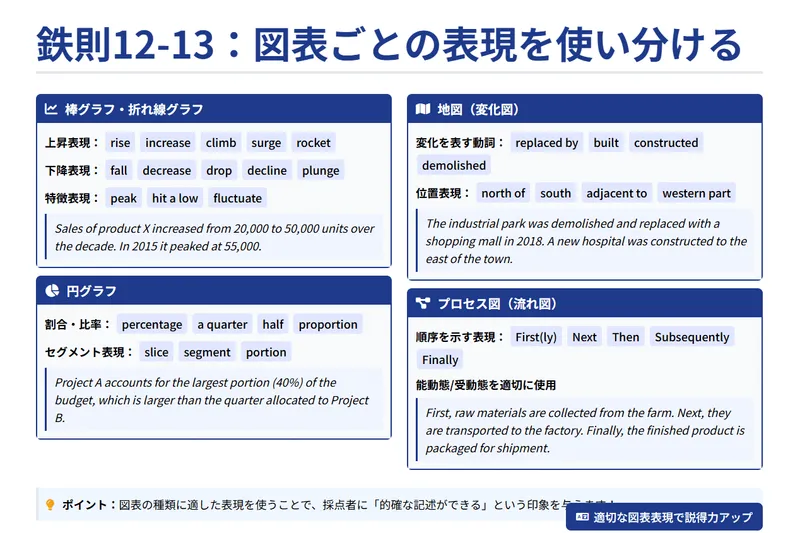 鉄則12-13：図表ごとの表現を使い分ける
棒グラフ・折れ線グラフ
上昇表現： rise increase climb surge rocket
下降表現： fall decrease drop decline plunge
特徴表現： peak hit a low fluctuate
Sales of product X increased from 20,000 to 50,000 units over
the decade. In 2015 it peaked at 55,000.
円グラフ
割合・比率： percentage a quarter half proportion
セグメント表現： slice segment portion
Project A accounts for the largest portion (40%) of the
budget, which is larger than the quarter allocated to Project
B.
地図（変化図）
変化を表す動詞： replaced by built constructed
demolished
位置表現： north of south adjacent to western part
The industrial park was demolished and replaced with a
shopping mall in 2018. A new hospital was constructed to the
east of the town.
プロセス図（流れ図）
順序を示す表現： First(ly) Next Then Subsequently
Finally
能動態/受動態を適切に使用
First, raw materials are collected from the farm. Next, they
are transported to the factory. Finally, the finished product is
packaged for shipment.
ポイント：図表の種類に適した表現を使うことで、採点者に「的確な記述ができる」という印象を
適切な図表表現で説得力アップ